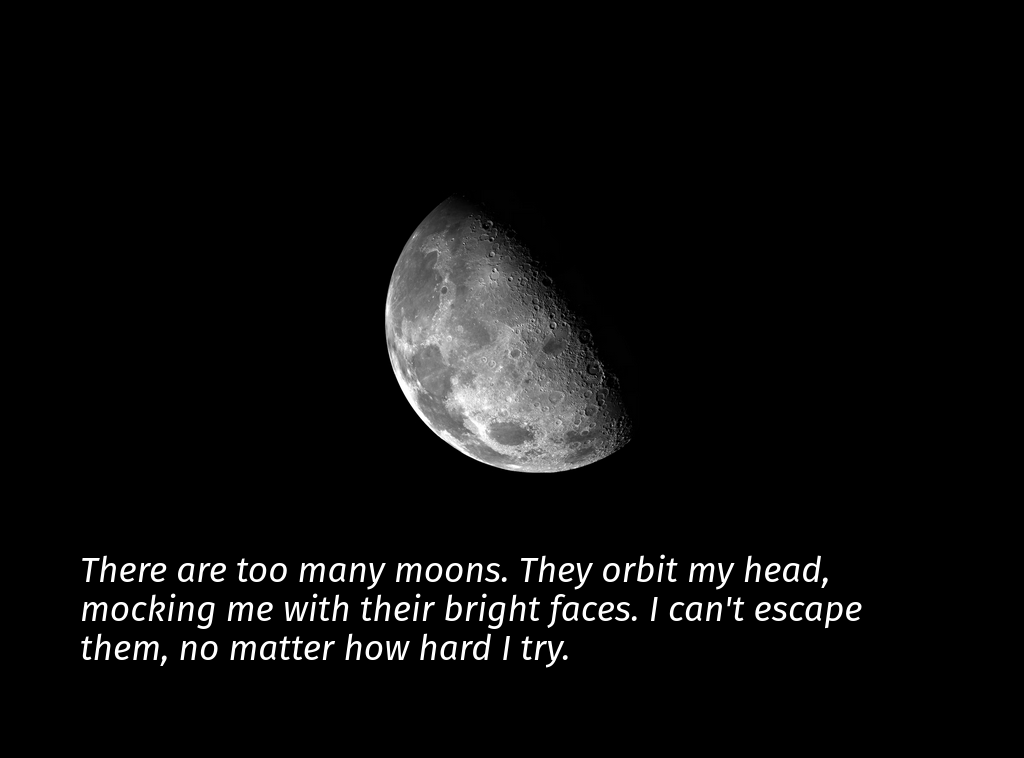 There are too many moons. They orbit my head,
mocking me with their bright faces. I can't escape
them, no matter how hard I try.